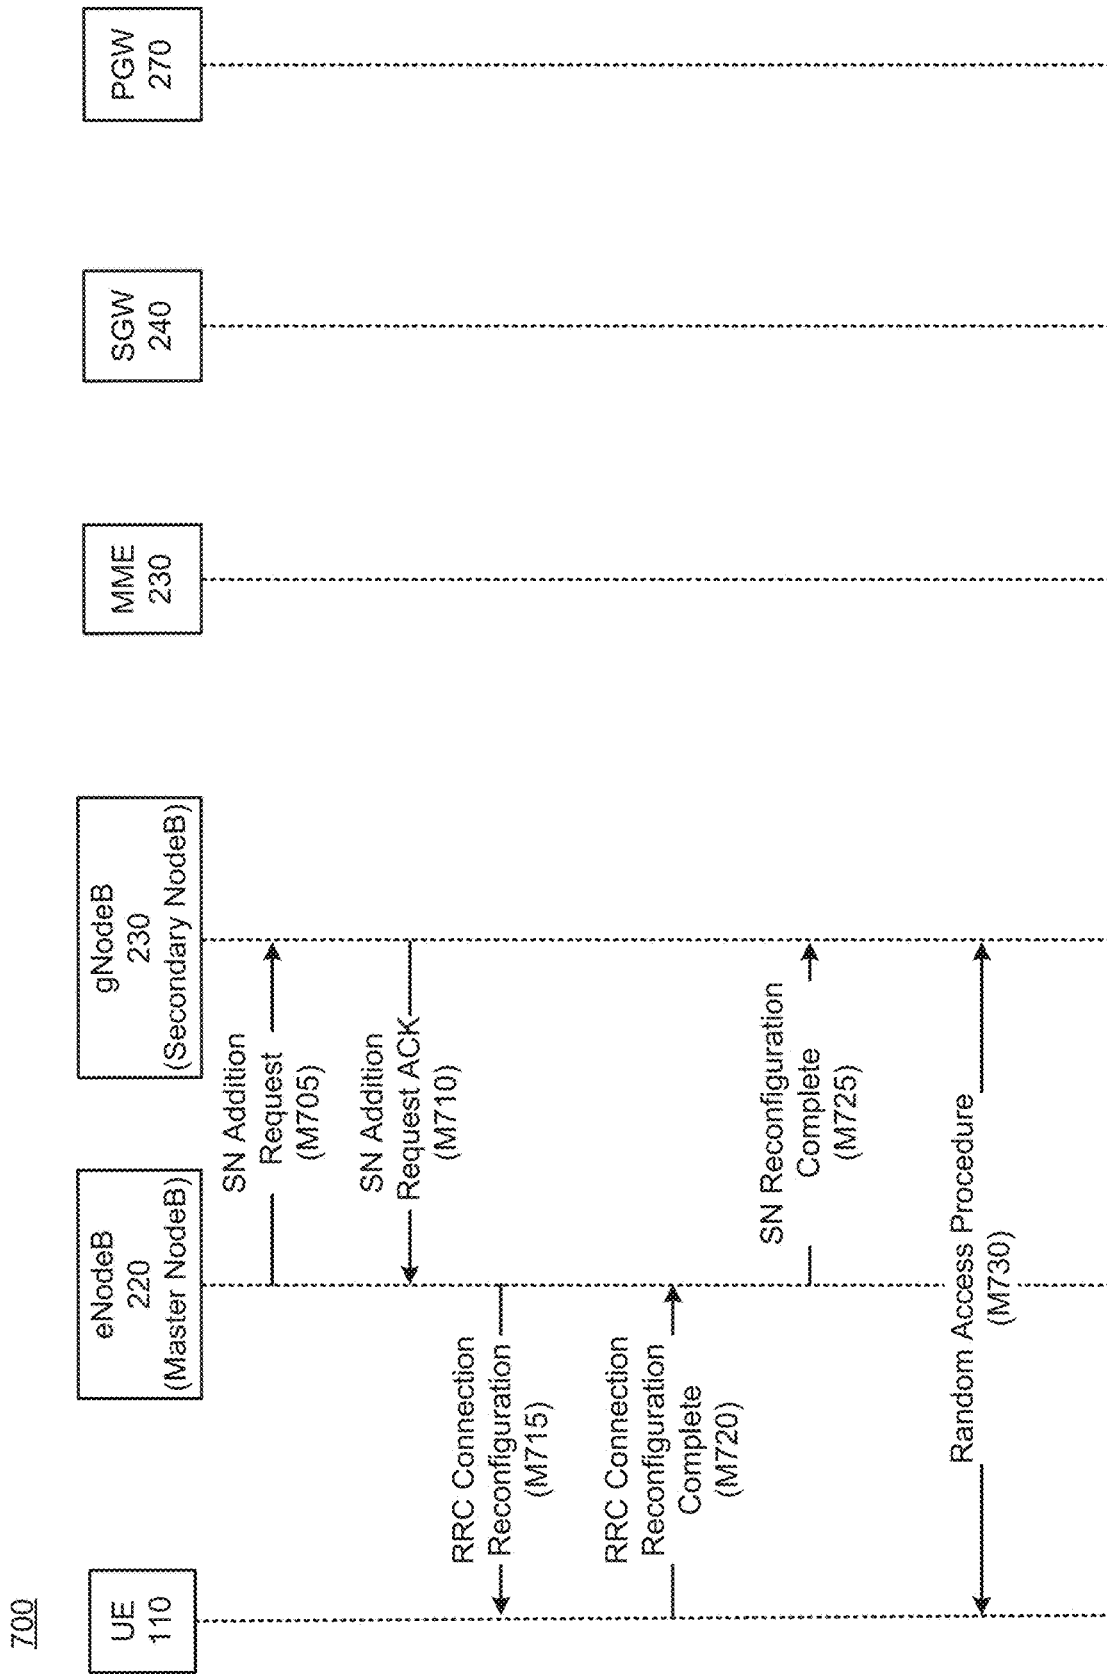 700
UE
110
eNodeB
220
(Master NodeB)
gNodeB
230
(Secondary NodeB)
MME
230
SGW
240
PGW
270
SN Addition
Request
(M705)
SN Addition
Request ACK
(M710)
RRC Connection
Reconfiguration
(M715)
RRC Connection
Reconfiguration
Complete
(M720)
SN Reconfiguration
Complete
(M725)
Random Access Procedure
(M730)